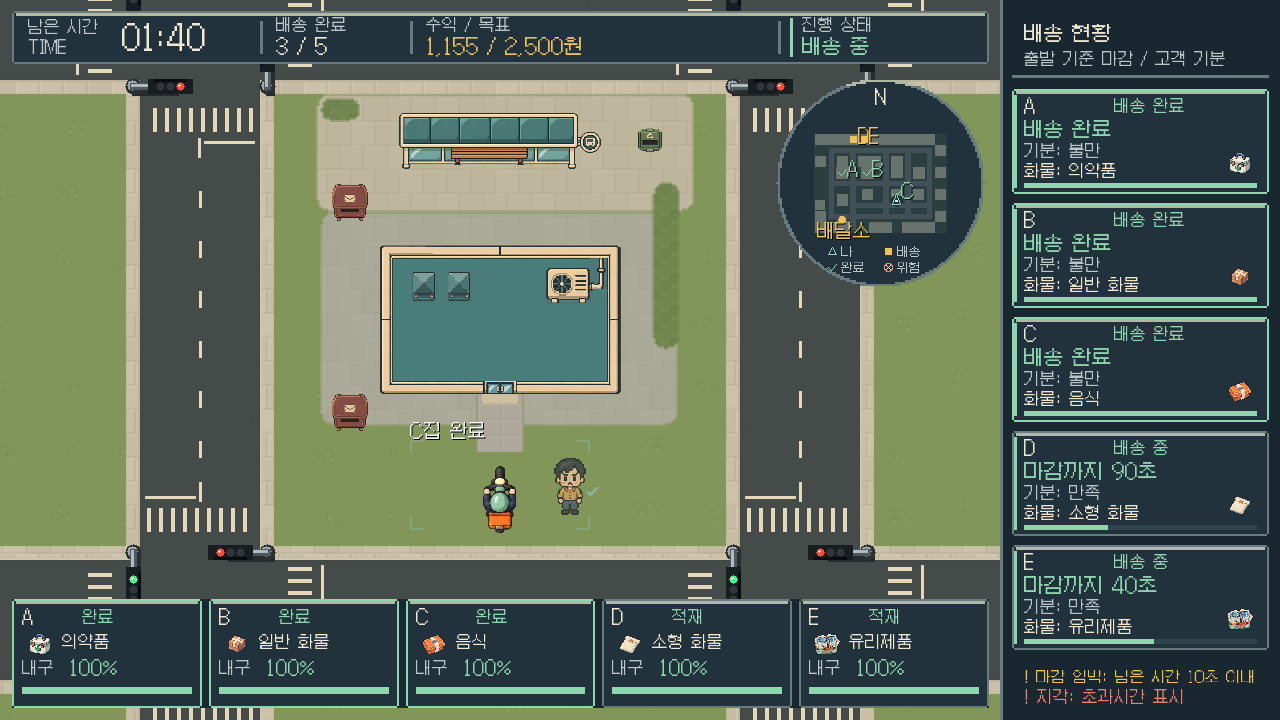 남은 시간
TIME
01:40
배송 완료
3 / 5
수익 / 목표
1,155 / 2,500원
진행 상태
배송 중
N
DE
A B
C
배달소
나
배송
완료
위험
C집 완료
배송 현황
출발 기준 마감 / 고객 기분
A 배송 완료
배송 완료
기분: 불만
화물: 의약품
B 배송 완료
배송 완료
기분: 불만
화물: 일반 화물
C 배송 완료
배송 완료
기분: 불만
화물: 음식
D 배송 중
마감까지 90초
기분: 만족
화물: 소형 화물
E 배송 중
마감까지 40초
기분: 만족
화물: 유리제품
! 마감 임박: 남은 시간 10초 이내
! 지각: 초과시간 표시
A 완료
의약품
내구 100%
B 완료
일반 화물
내구 100%
C 완료
음식
내구 100%
D 적재
소형 화물
내구 100%
E 적재
유리제품
내구 100%